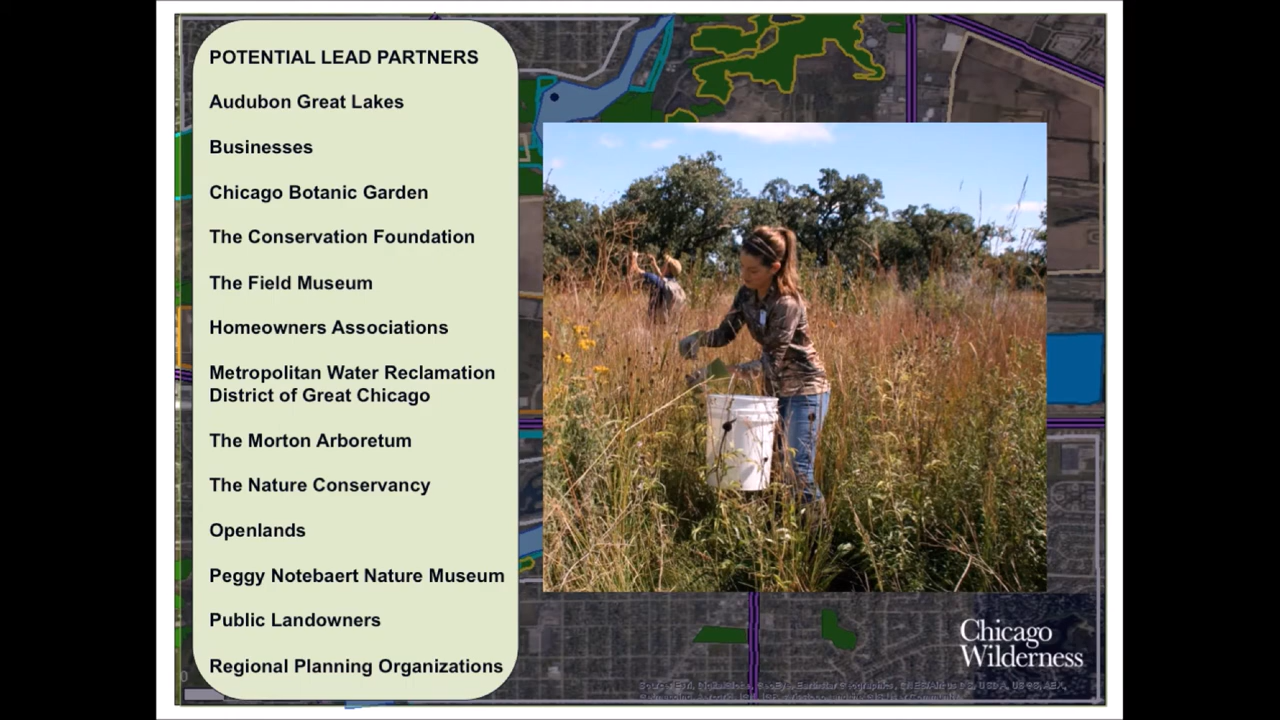 POTENTIAL LEAD PARTNERS
Audubon Great Lakes
Businesses
Chicago Botanic Garden
The Conservation Foundation
The Field Museum
Homeowners Associations
Metropolitan Water Reclamation
District of Great Chicago
The Morton Arboretum
The Nature Conservancy
Openlands
Peggy Notebaert Nature Museum
Public Landowners
Regional Planning Organizations
0
Chicago
Wilderness